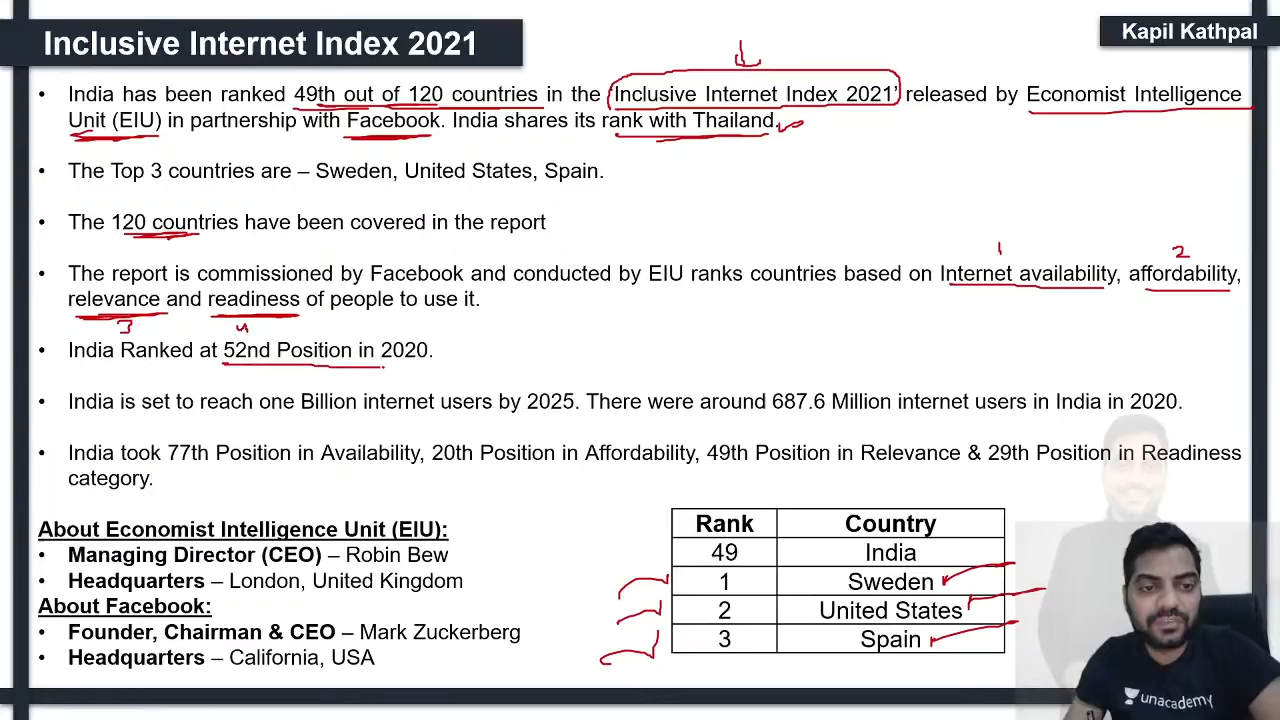 Inclusive Internet Index 2021
Kapil Kathpal
• India has been ranked 49th out of 120 countries in the 'Inclusive Internet Index 2021' released by Economist Intelligence
Unit (EIU) in partnership with Facebook. India shares its rank with Thailand.
• The Top 3 countries are – Sweden, United States, Spain.
• The 120 countries have been covered in the report
1 2
• The report is commissioned by Facebook and conducted by EIU ranks countries based on Internet availability, affordability,
relevance and readiness of people to use it.
3 4
• India Ranked at 52nd Position in 2020.
• India is set to reach one Billion internet users by 2025. There were around 687.6 Million internet users in India in 2020.
• India took 77th Position in Availability, 20th Position in Affordability, 49th Position in Relevance & 29th Position in Readiness
category.
About Economist Intelligence Unit (EIU):
• Managing Director (CEO) – Robin Bew
• Headquarters – London, United Kingdom
About Facebook:
• Founder, Chairman & CEO – Mark Zuckerberg
• Headquarters – California, USA
Rank Country
49 India
1 Sweden
2 United States
3 Spain
unacademy